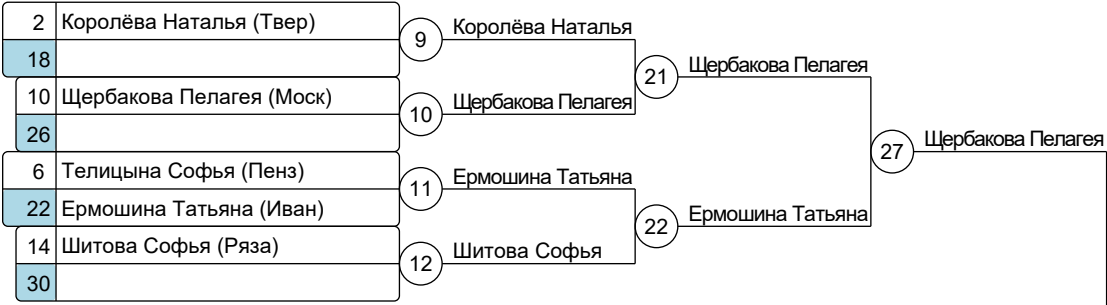 2 Королёва Наталья (Твер)
18
10 Щербакова Пелагея (Моск)
26
6 Телицына Софья (Пенз)
22 Ермошина Татьяна (Иван)
14 Шитова Софья (Ряза)
30
9 Королёва Наталья
10 Щербакова Пелагея
11 Ермошина Татьяна
12 Шитова Софья
21 Щербакова Пелагея
22 Ермошина Татьяна
27 Щербакова Пелагея